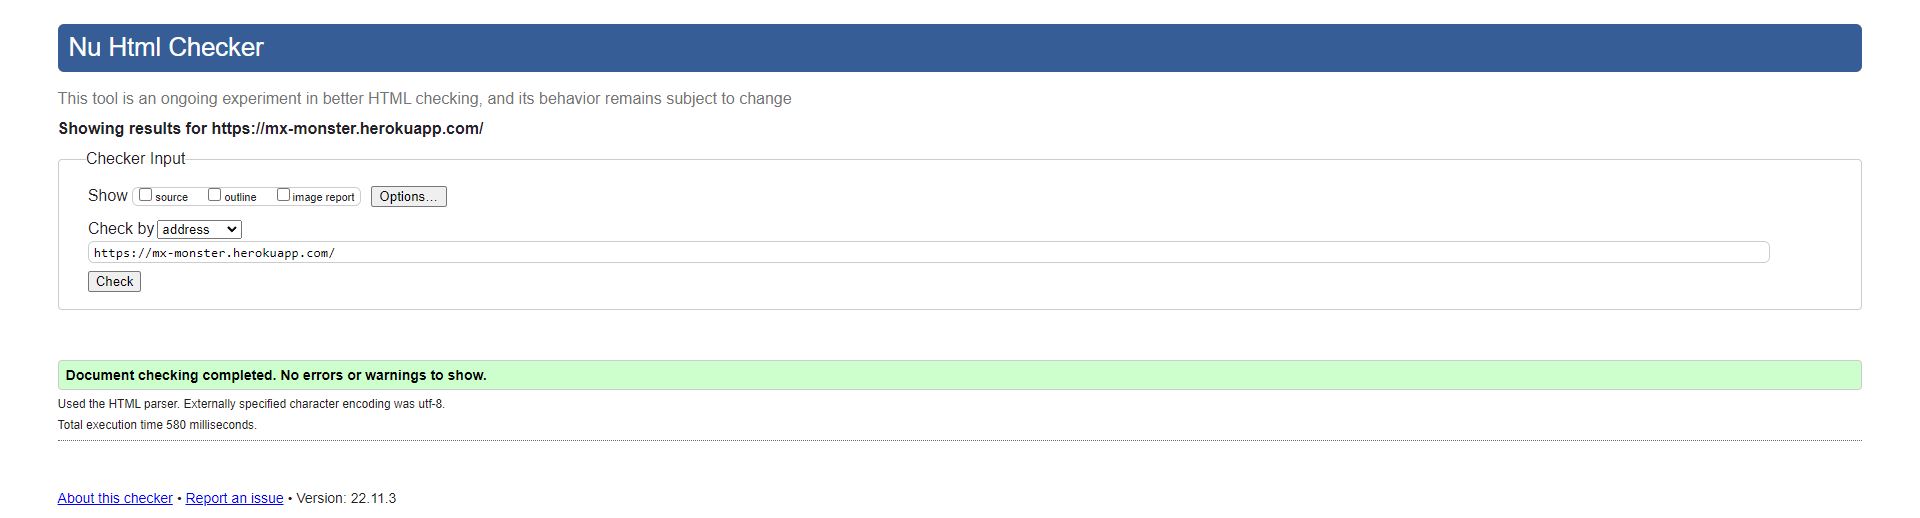 Nu Html Checker
This tool is an ongoing experiment in better HTML checking, and its behavior remains subject to change
Showing results for https://mx-monster.herokuapp.com/
Checker Input
Show source outline image report Options...
Check by address
https://mx-monster.herokuapp.com/
Check
Document checking completed. No errors or warnings to show.
Used the HTML parser. Externally specified character encoding was utf-8.
Total execution time 580 milliseconds.
About this checker • Report an issue • Version: 22.11.3